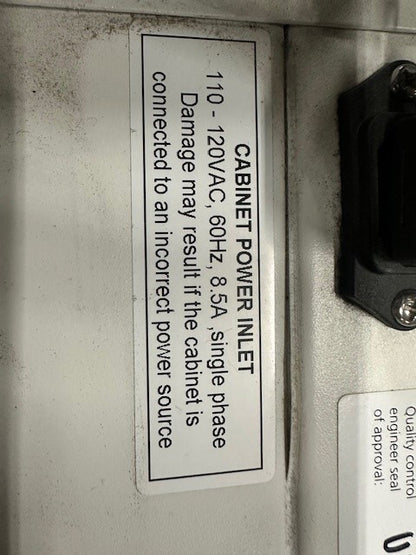 CABINET POWER INLET
110 - 120VAC, 60Hz, 8.5A ,single phase
Damage may result if the cabinet is
connected to an incorrect power source
Quality control
engineer seal
of approval: